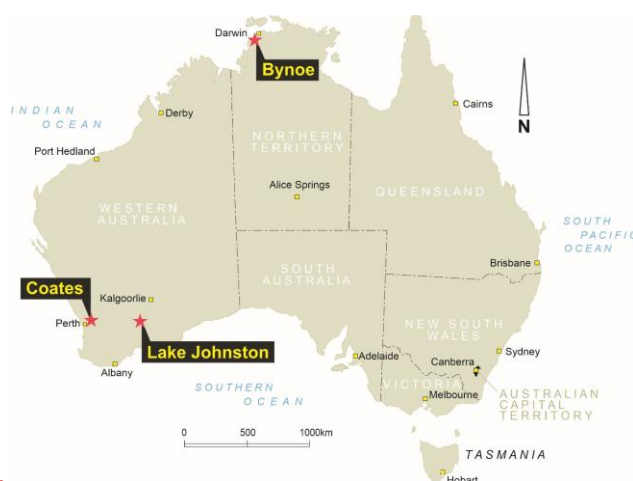 Darwin
Bynoe
INDIAN
OCEAN
Derby
Cairns
N
Port Hedland
NORTHERN
TERRITORY
Alice Springs
QUEENSLAND
WESTERN
AUSTRALIA
SOUTH
PACIFIC
OCEAN
Brisbane
SOUTH
AUSTRALIA
Coates
Kalgoorlie
Perth
Lake Johnston
NEW SOUTH
WALES
Sydney
Adelaide
Canberra
Albany
SOUTHERN
OCEAN
VICTORIA
Melbourne
AUSTRALIAN
CAPITAL
TERRITORY
0 500 1000km
TASMANIA
Hobart